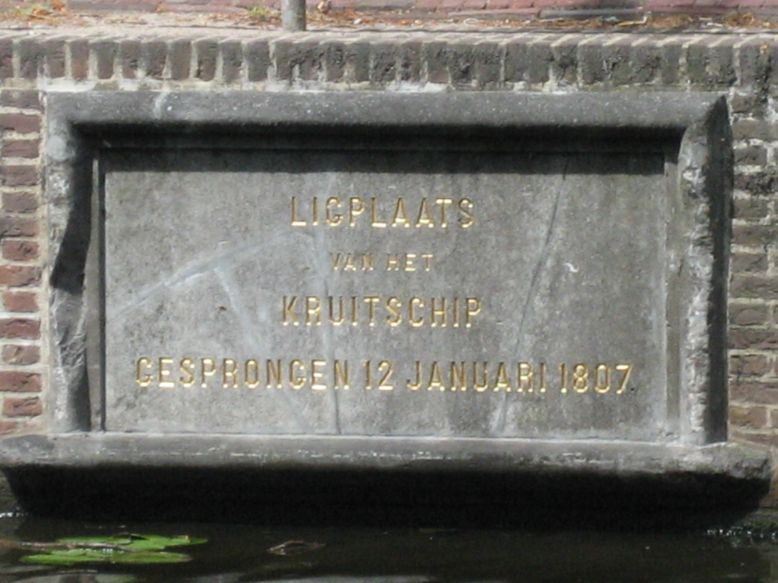 LIGPLAATS
VAN HET
KRUITSCHIP
GESPRONGEN 12 JANUARI 1807